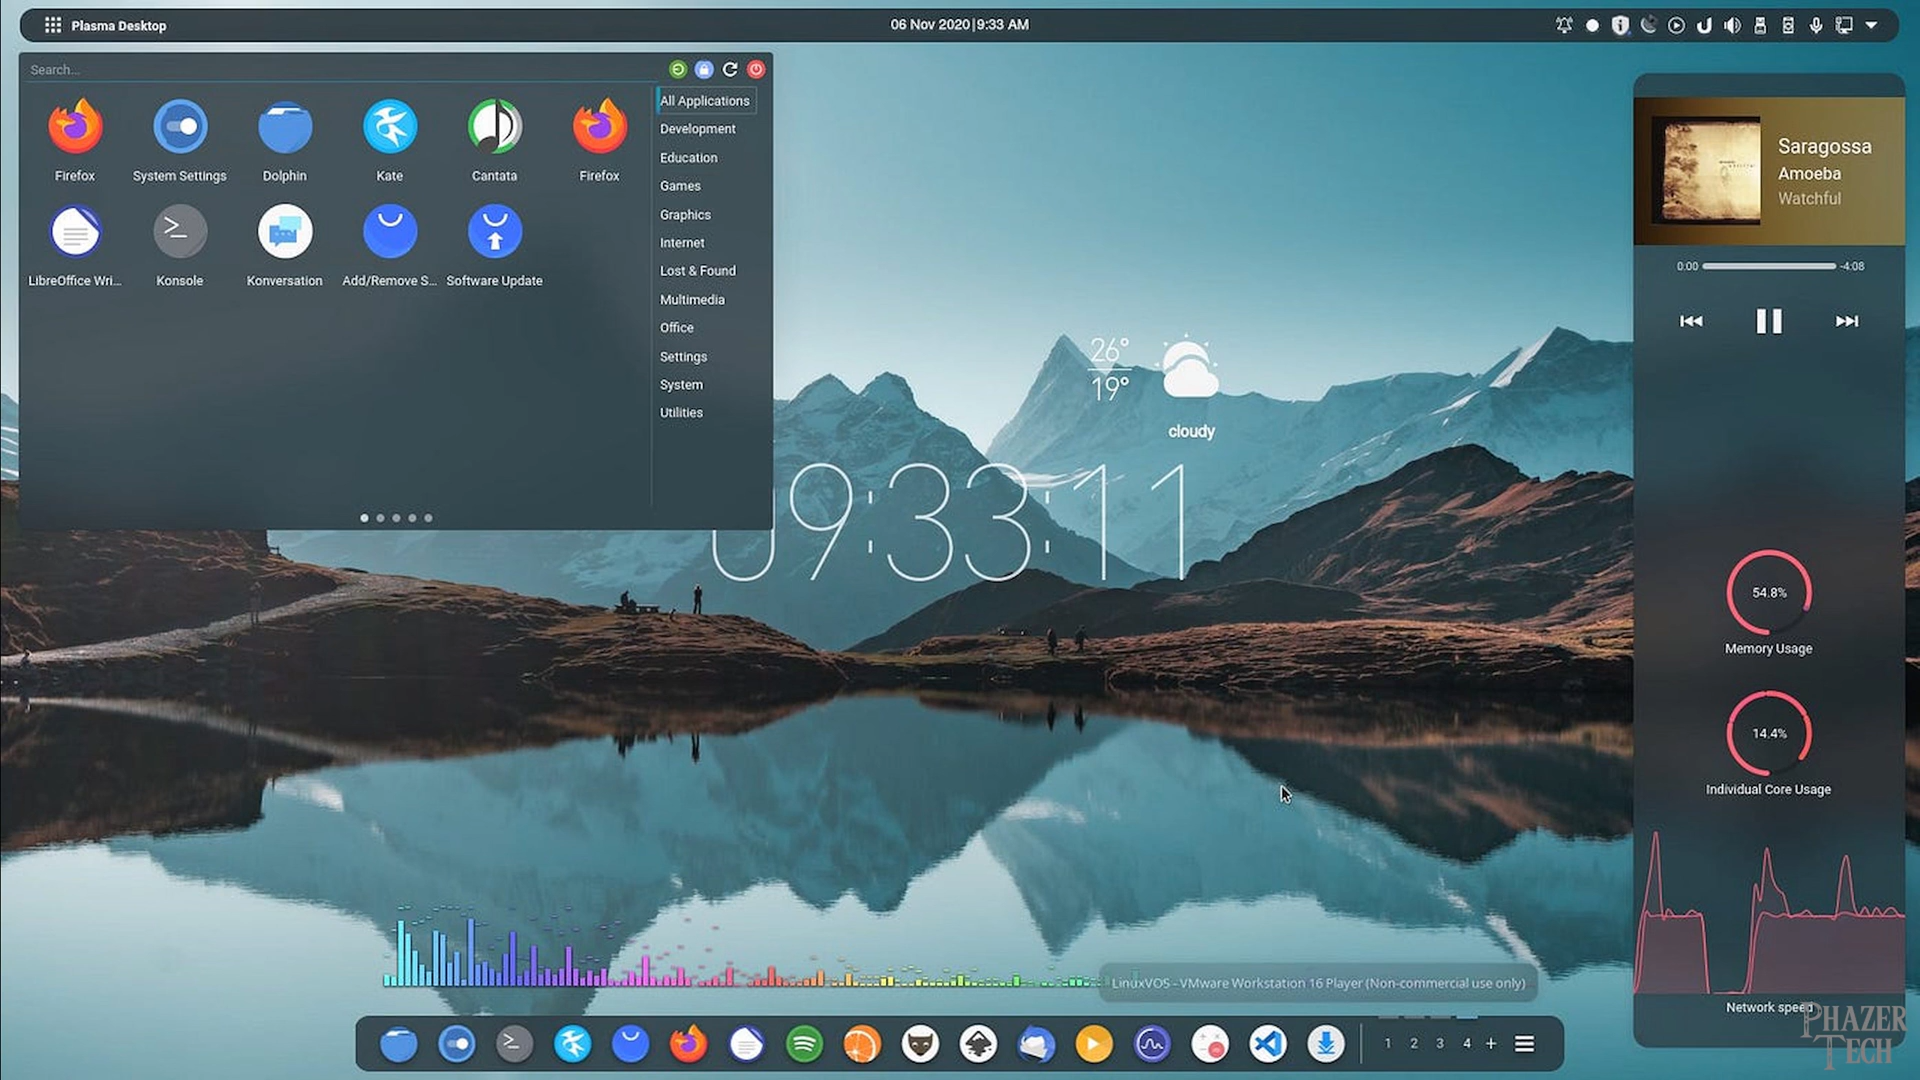 Plasma Desktop
06 Nov 2020|9:33 AM
Search...
Firefox
System Settings
Dolphin
Kate
Cantata
Firefox
LibreOffice Wri...
Konsole
Konversation
Add/Remove S...
Software Update
All Applications
Development
Education
Games
Graphics
Internet
Lost & Found
Multimedia
Office
Settings
System
Utilities
26°
19°
cloudy
09:33:11
Saragossa
Amoeba
Watchful
0:00
-4:08
54.8%
Memory Usage
14.4%
Individual Core Usage
Network speed
LinuxVOS - VMware Workstation 16 Player (Non-commercial use only)
1 2 3 4 +
PHAZER
TECH